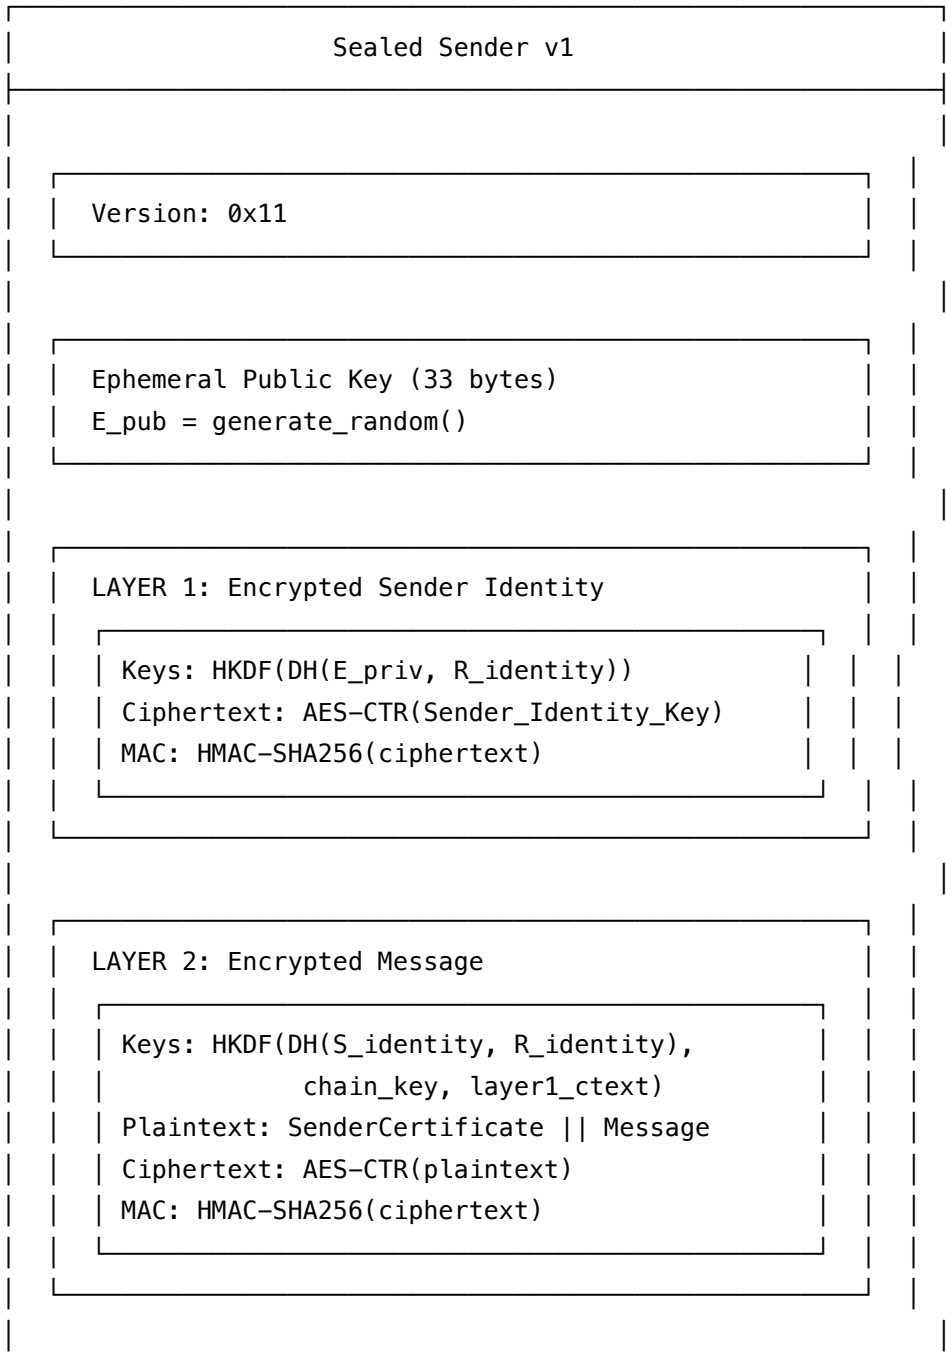 Sealed Sender v1
Version: 0x11
Ephemeral Public Key (33 bytes)
E_pub = generate_random()
LAYER 1: Encrypted Sender Identity
Keys: HKDF(DH(E_priv, R_identity))
Ciphertext: AES-CTR(Sender_Identity_Key)
MAC: HMAC-SHA256(ciphertext)
LAYER 2: Encrypted Message
Keys: HKDF(DH(S_identity, R_identity),
chain_key, layer1_ctext)
Plaintext: SenderCertificate || Message
Ciphertext: AES-CTR(plaintext)
MAC: HMAC-SHA256(ciphertext)